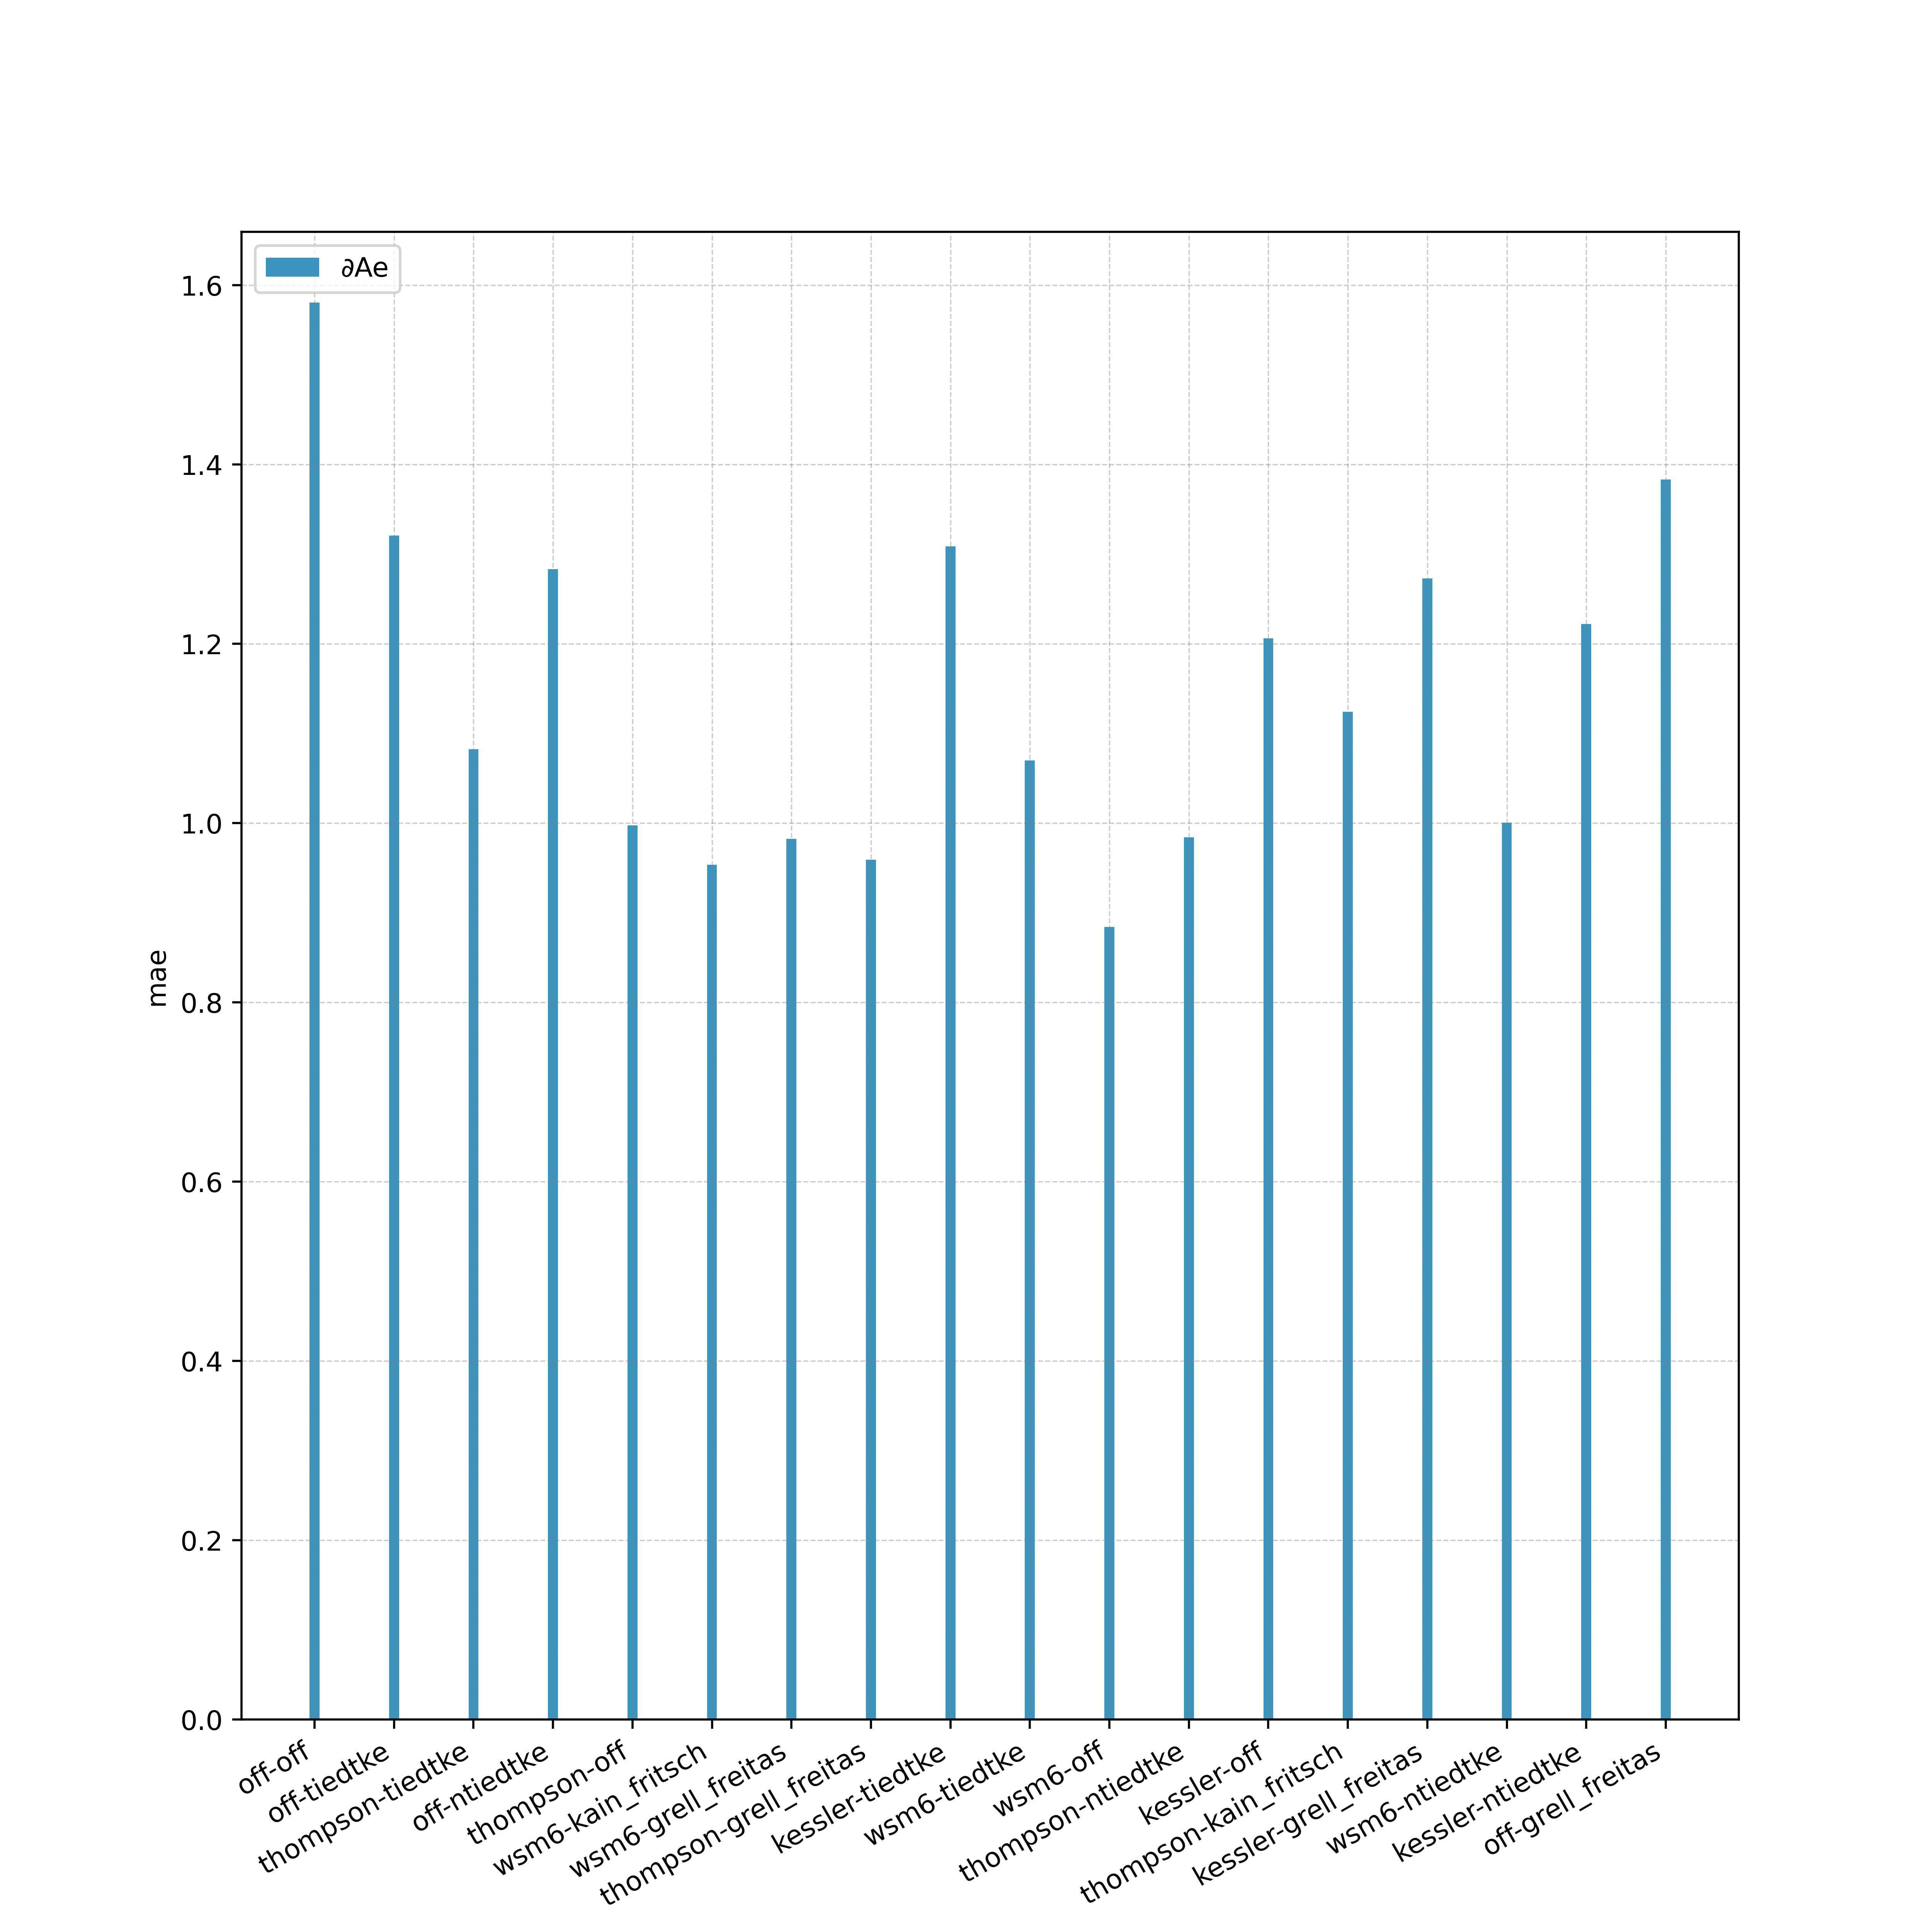 ∂Ae
1.6
1.4
1.2
1.0
0.8
0.6
0.4
0.2
0.0
mae
off-off
off-tiedtke
thompson-tiedtke
off-ntiedtke
thompson-off
wsm6-kain_fritsch
wsm6-grell_freitas
thompson-grell_freitas
kessler-tiedtke
wsm6-tiedtke
wsm6-off
thompson-ntiedtke
kessler-off
thompson-kain_fritsch
kessler-grell_freitas
wsm6-ntiedtke
kessler-ntiedtke
off-grell_freitas